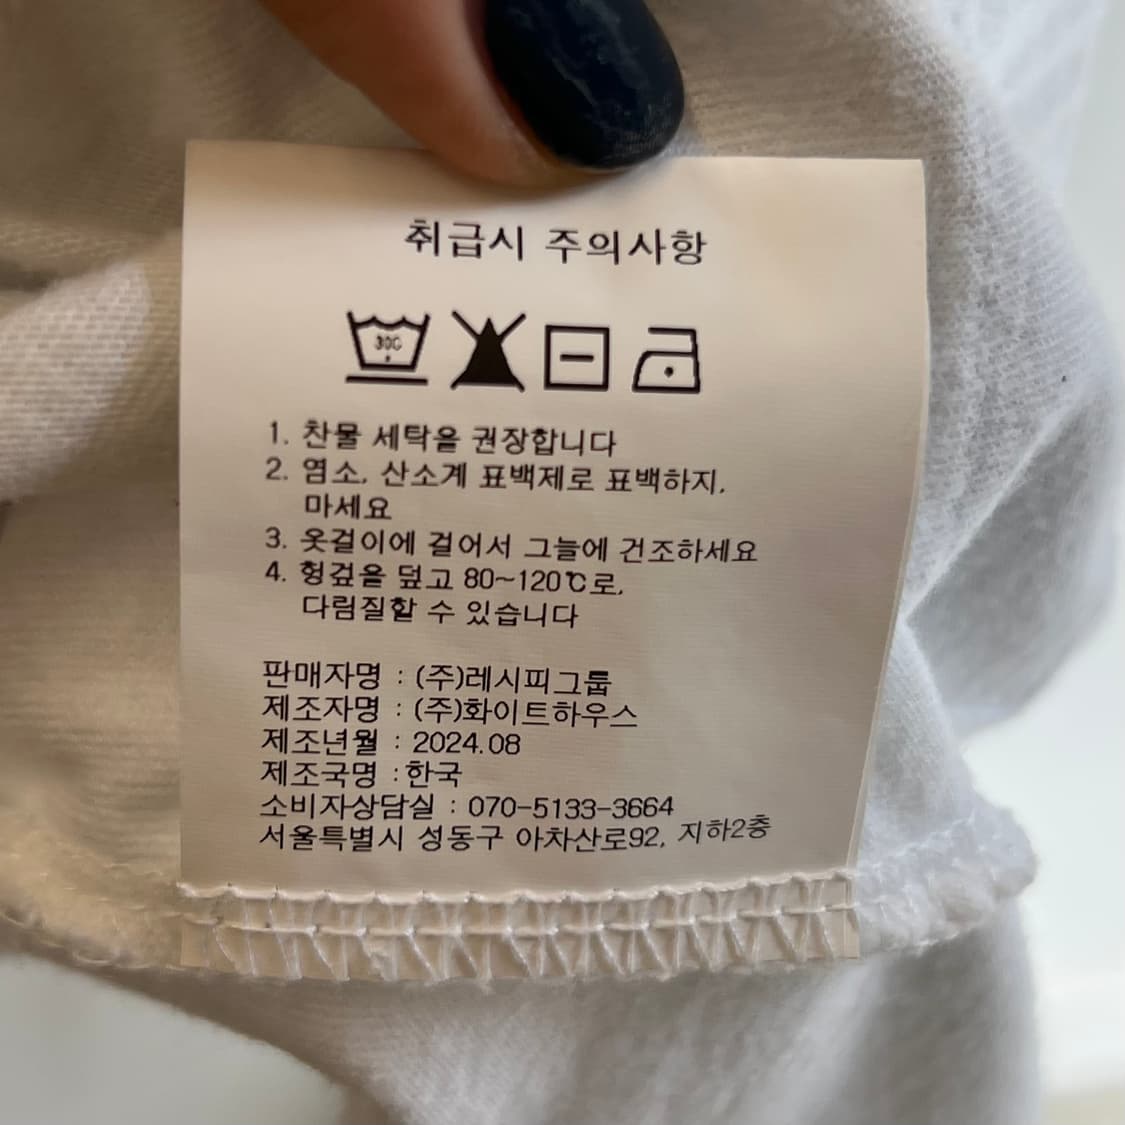 취급시 주의사항
30C
1. 찬물 세탁을 권장합니다
2. 염소, 산소계 표백제로 표백하지,
마세요
3. 옷걸이에 걸어서 그늘에 건조하세요
4. 헝겊을 덮고 80~120℃로,
다림질할 수 있습니다
판매자명 : (주)레시피그룹
제조자명 : (주)화이트하우스
제조년월 : 2024.08
제조국명 :한국
소비자상담실 : 070-5133-3664
서울특별시 성동구 아차산로92, 지하2층